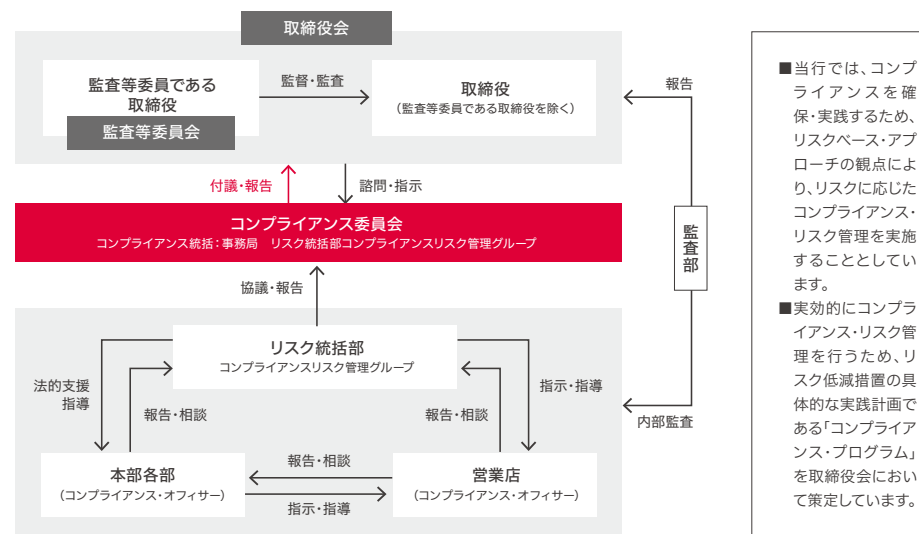 取締役会
監査等委員である
取締役
監査等委員会
監督・監査
取締役
（監査等委員である取締役を除く）
報告
付議・報告
諮問・指示
コンプライアンス委員会
コンプライアンス統括：事務局　リスク統括部コンプライアンスリスク管理グループ
監査部
協議・報告
リスク統括部
コンプライアンスリスク管理グループ
法的支援
指導
報告・相談
報告・相談
指示・指導
内部監査
本部各部
（コンプライアンス・オフィサー）
報告・相談
指示・指導
営業店
（コンプライアンス・オフィサー）
■当行では、コンプ
ライアンスを確
保・実践するため、
リスクベース・アプ
ローチの観点によ
り、リスクに応じた
コンプライアンス・
リスク管理を実施
することとしてい
ます。
■実効的にコンプラ
イアンス・リスク管
理を行うため、リ
スク低減措置の具
体的な実践計画で
ある「コンプライア
ンス・プログラム」
を取締役会におい
て策定しています。